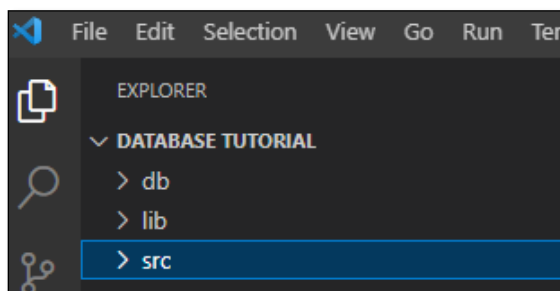 File Edit Selection View Go Run
EXPLORER
DATABASE TUTORIAL
db
lib
src